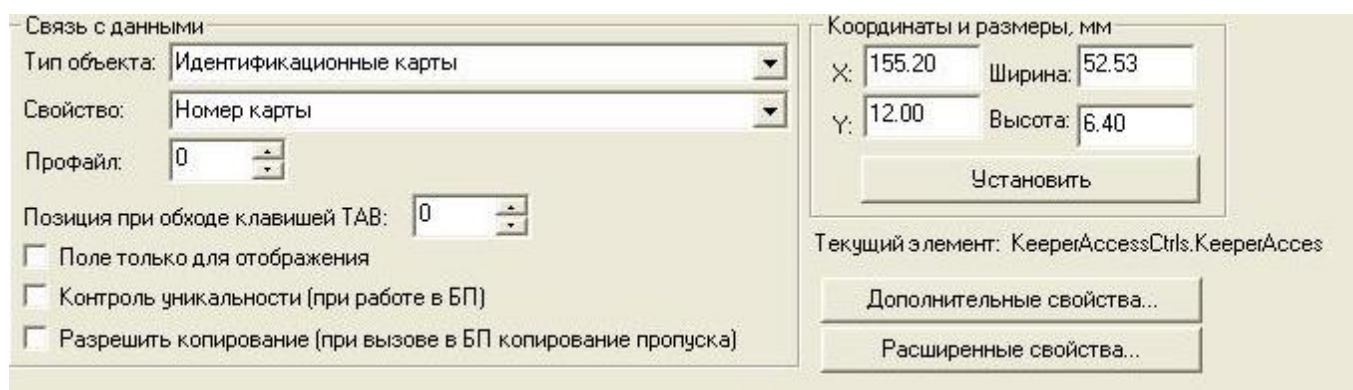 Связь с данными
Тип объекта: Идентификационные карты
Свойство: Номер карты
Профайл: 0
Позиция при обходе клавишей TAB: 0
Поле только для отображения
Контроль уникальности (при работе в БП)
Разрешить копирование (при вызове в БП копирование пропуска)
Координаты и размеры, мм
X: 155.20 Ширина: 52.53
Y: 12.00 Высота: 6.40
Установить
Текущий элемент: KeeperAccessCtrls.KeeperAcces
Дополнительные свойства...
Расширенные свойства...